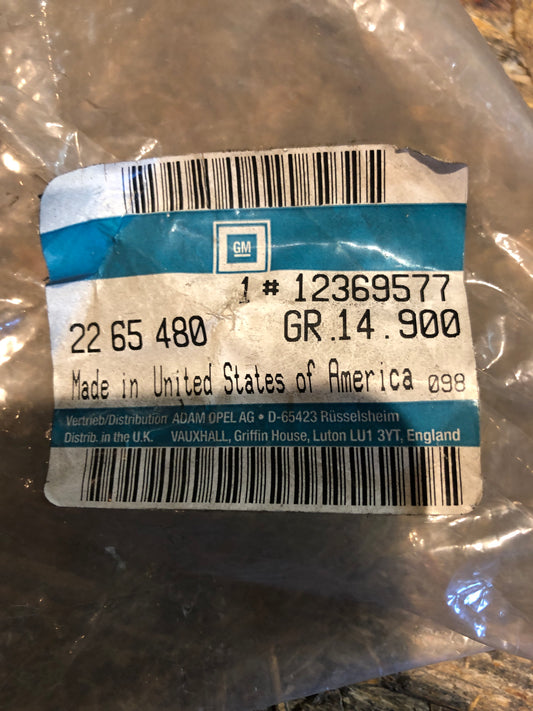 GM
1 # 12369577
22 65 480 GR.14.900
Made in United States of America 098
Vertrieb/Distribution ADAM OPEL AG • D-65423 Rüsselsheim
Distrib. in the U.K. VAUXHALL, Griffin House, Luton LU1 3YT, England